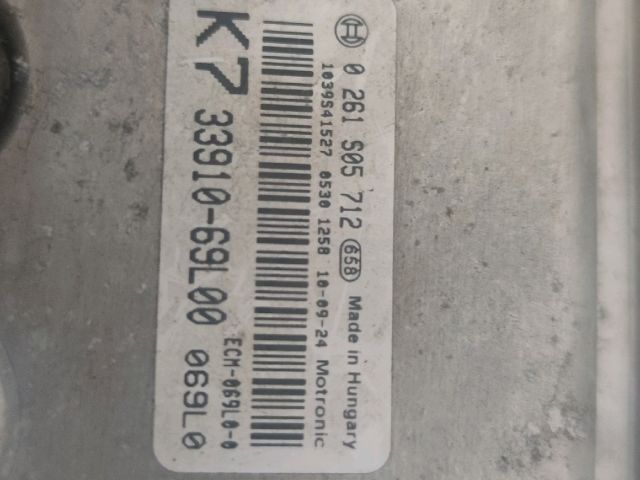 0 261 S05 712 658 Made in Hungary
1039S41527 0530 1258 10-09-24 Motronic
ECM-069L0-0
K7 33910-69L00 069L0